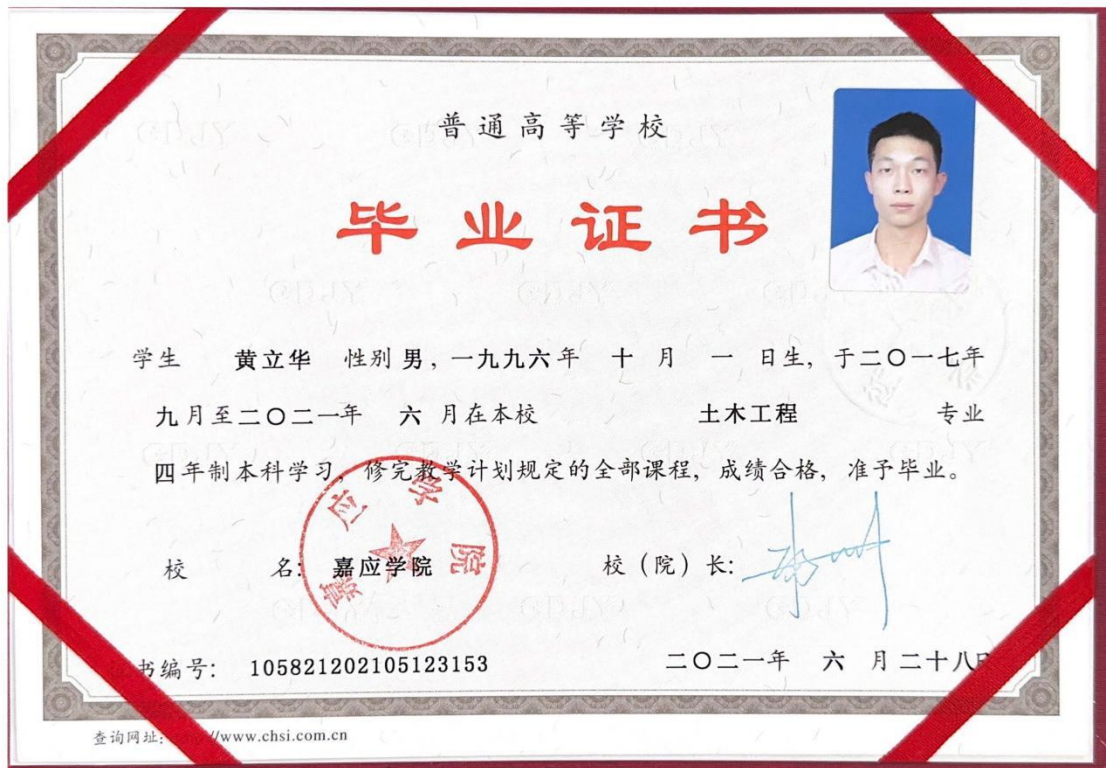 普通高等学校
毕业证书
学生 黄立华 性别 男，一九九六年 十 月 一 日生，于二〇一七年
九月至二〇二一年 六 月在本校 土木工程 专业
四年制本科学习，修完教学计划规定的全部课程，成绩合格，准予毕业。
嘉应学院
校 名：嘉应学院 校（院）长：
书编号：105821202105123153 二〇二一年 六 月二十八日
查询网址： //www.chsi.com.cn